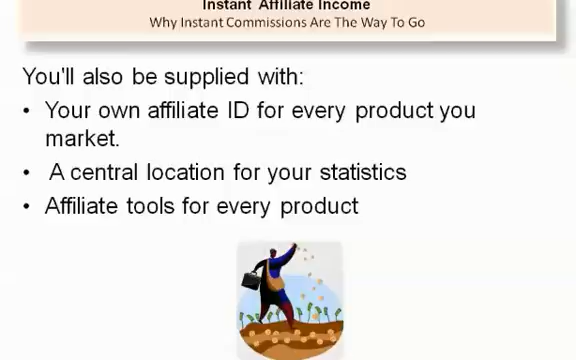 Instant Affiliate Income
Why Instant Commissions Are The Way To Go
You'll also be supplied with:
• Your own affiliate ID for every product you
market.
• A central location for your statistics
• Affiliate tools for every product